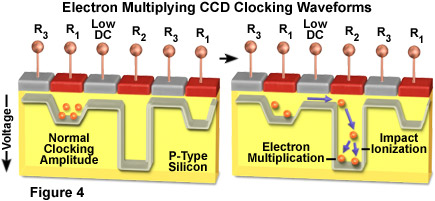 Electron Multiplying CCD Clocking Waveforms
R3 R1 Low DC R2 R3 R1
R3 R1 Low DC R2 R3 R1
Voltage
Normal Clocking Amplitude
P-Type Silicon
Electron Multiplication
Impact Ionization
Figure 4